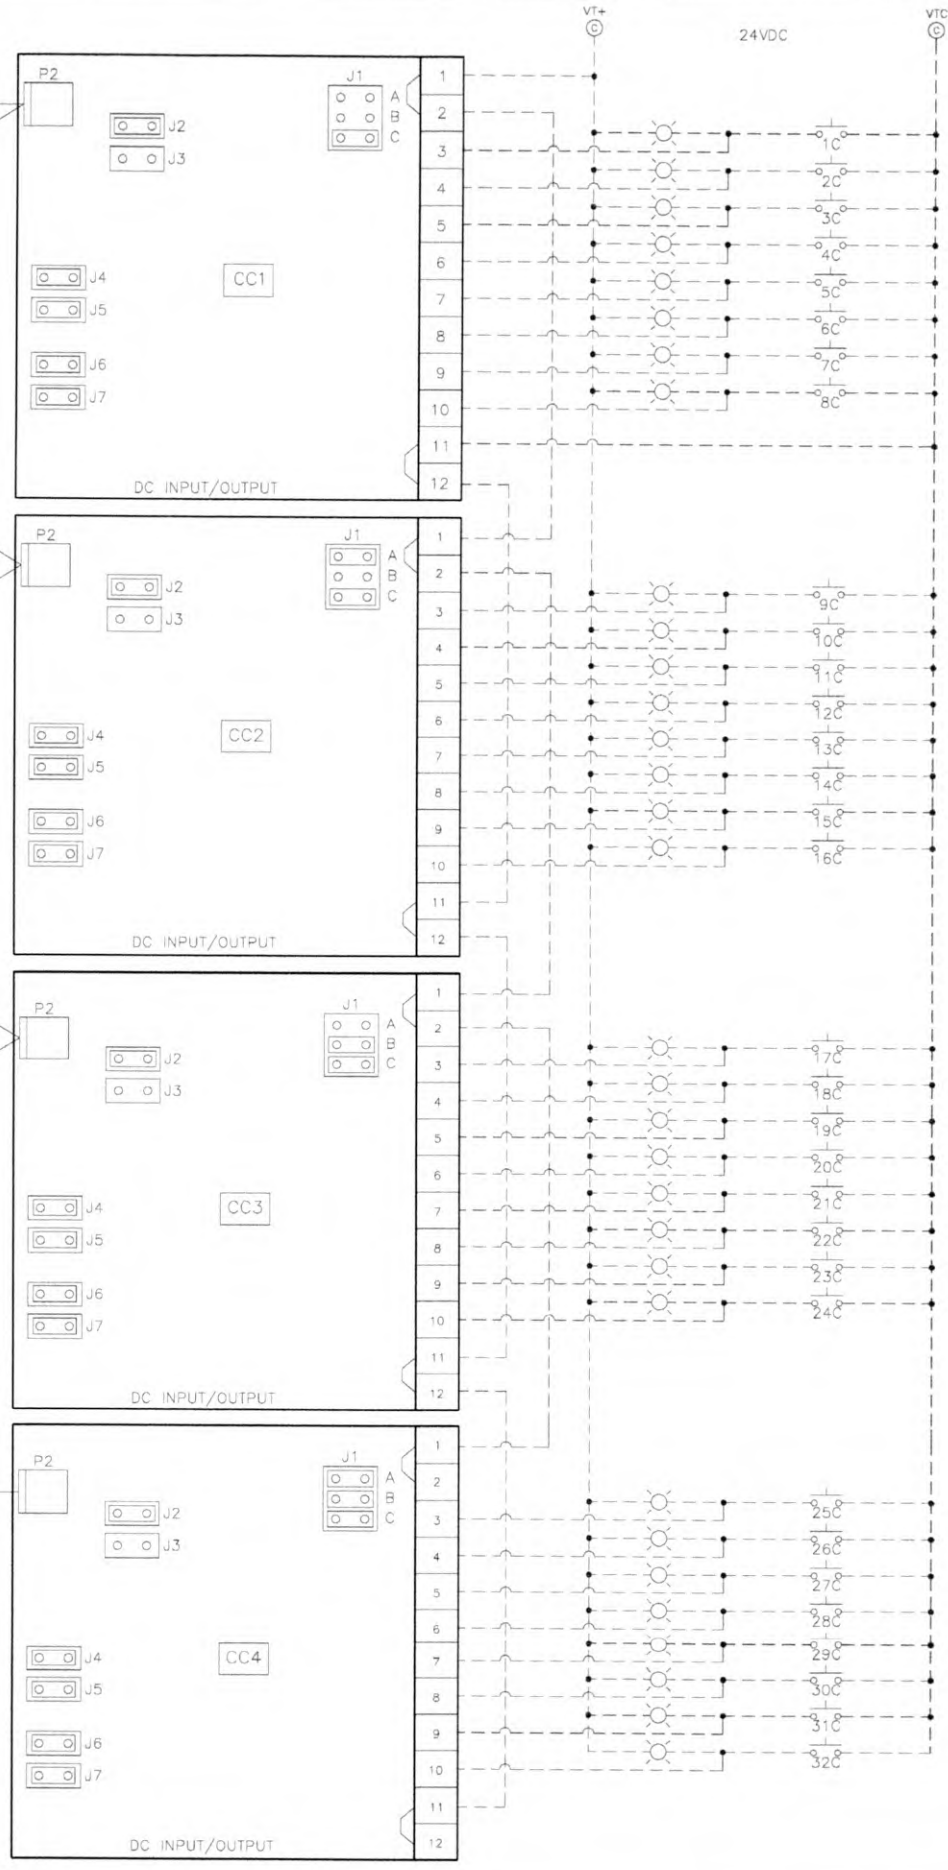 VT+
C
24VDC
VTC
C
P2
J1
A
B
C
J2
J3
J4
J5
J6
J7
CC1
DC INPUT/OUTPUT
1
2
3
4
5
6
7
8
9
10
11
12
1C
2C
3C
4C
5C
6C
7C
8C
P2
J1
A
B
C
J2
J3
J4
J5
J6
J7
CC2
DC INPUT/OUTPUT
1
2
3
4
5
6
7
8
9
10
11
12
9C
10C
11C
12C
13C
14C
15C
16C
P2
J1
A
B
C
J2
J3
J4
J5
J6
J7
CC3
DC INPUT/OUTPUT
1
2
3
4
5
6
7
8
9
10
11
12
17C
18C
19C
20C
21C
22C
23C
24C
P2
J1
A
B
C
J2
J3
J4
J5
J6
J7
CC4
DC INPUT/OUTPUT
1
2
3
4
5
6
7
8
9
10
11
12
25C
26C
27C
28C
29C
30C
31C
32C